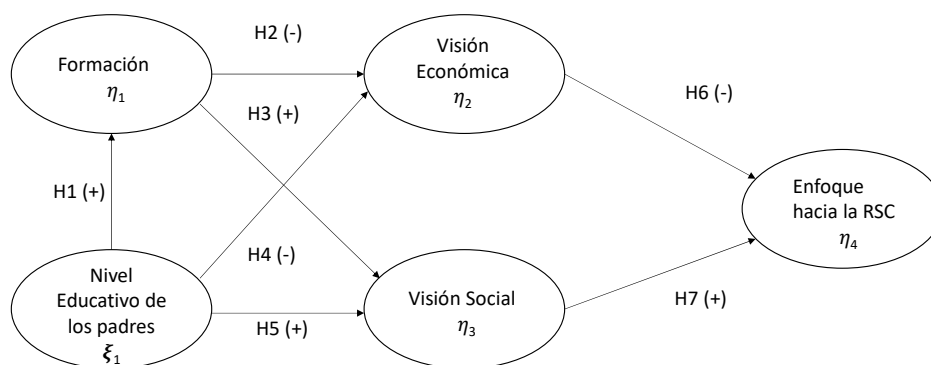 Formación
η₁
H2 (-)
Visión
Económica
η₂
H3 (+)
H6 (-)
H1 (+)
Enfoque
hacia la RSC
η₄
Nivel
Educativo de
los padres
ξ₁
H4 (-)
H5 (+)
Visión Social
η₃
H7 (+)